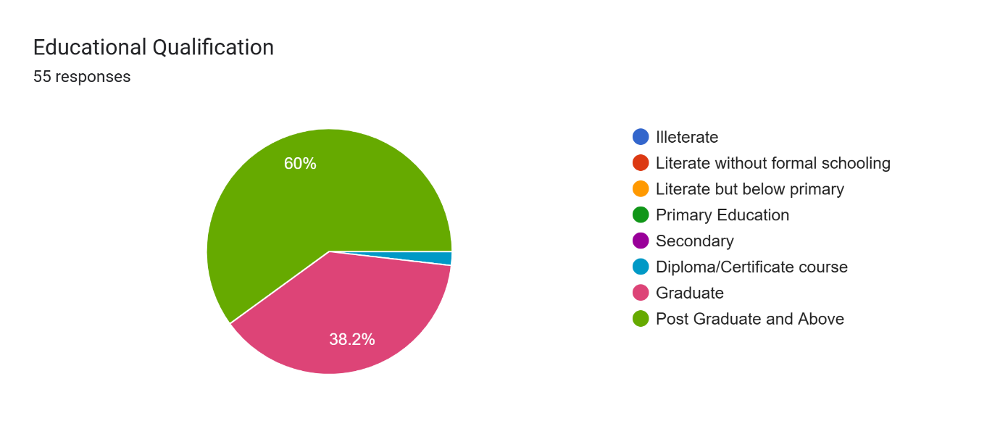 Educational Qualification
55 responses
60%
38.2%
Illeterate
Literate without formal schooling
Literate but below primary
Primary Education
Secondary
Diploma/Certificate course
Graduate
Post Graduate and Above